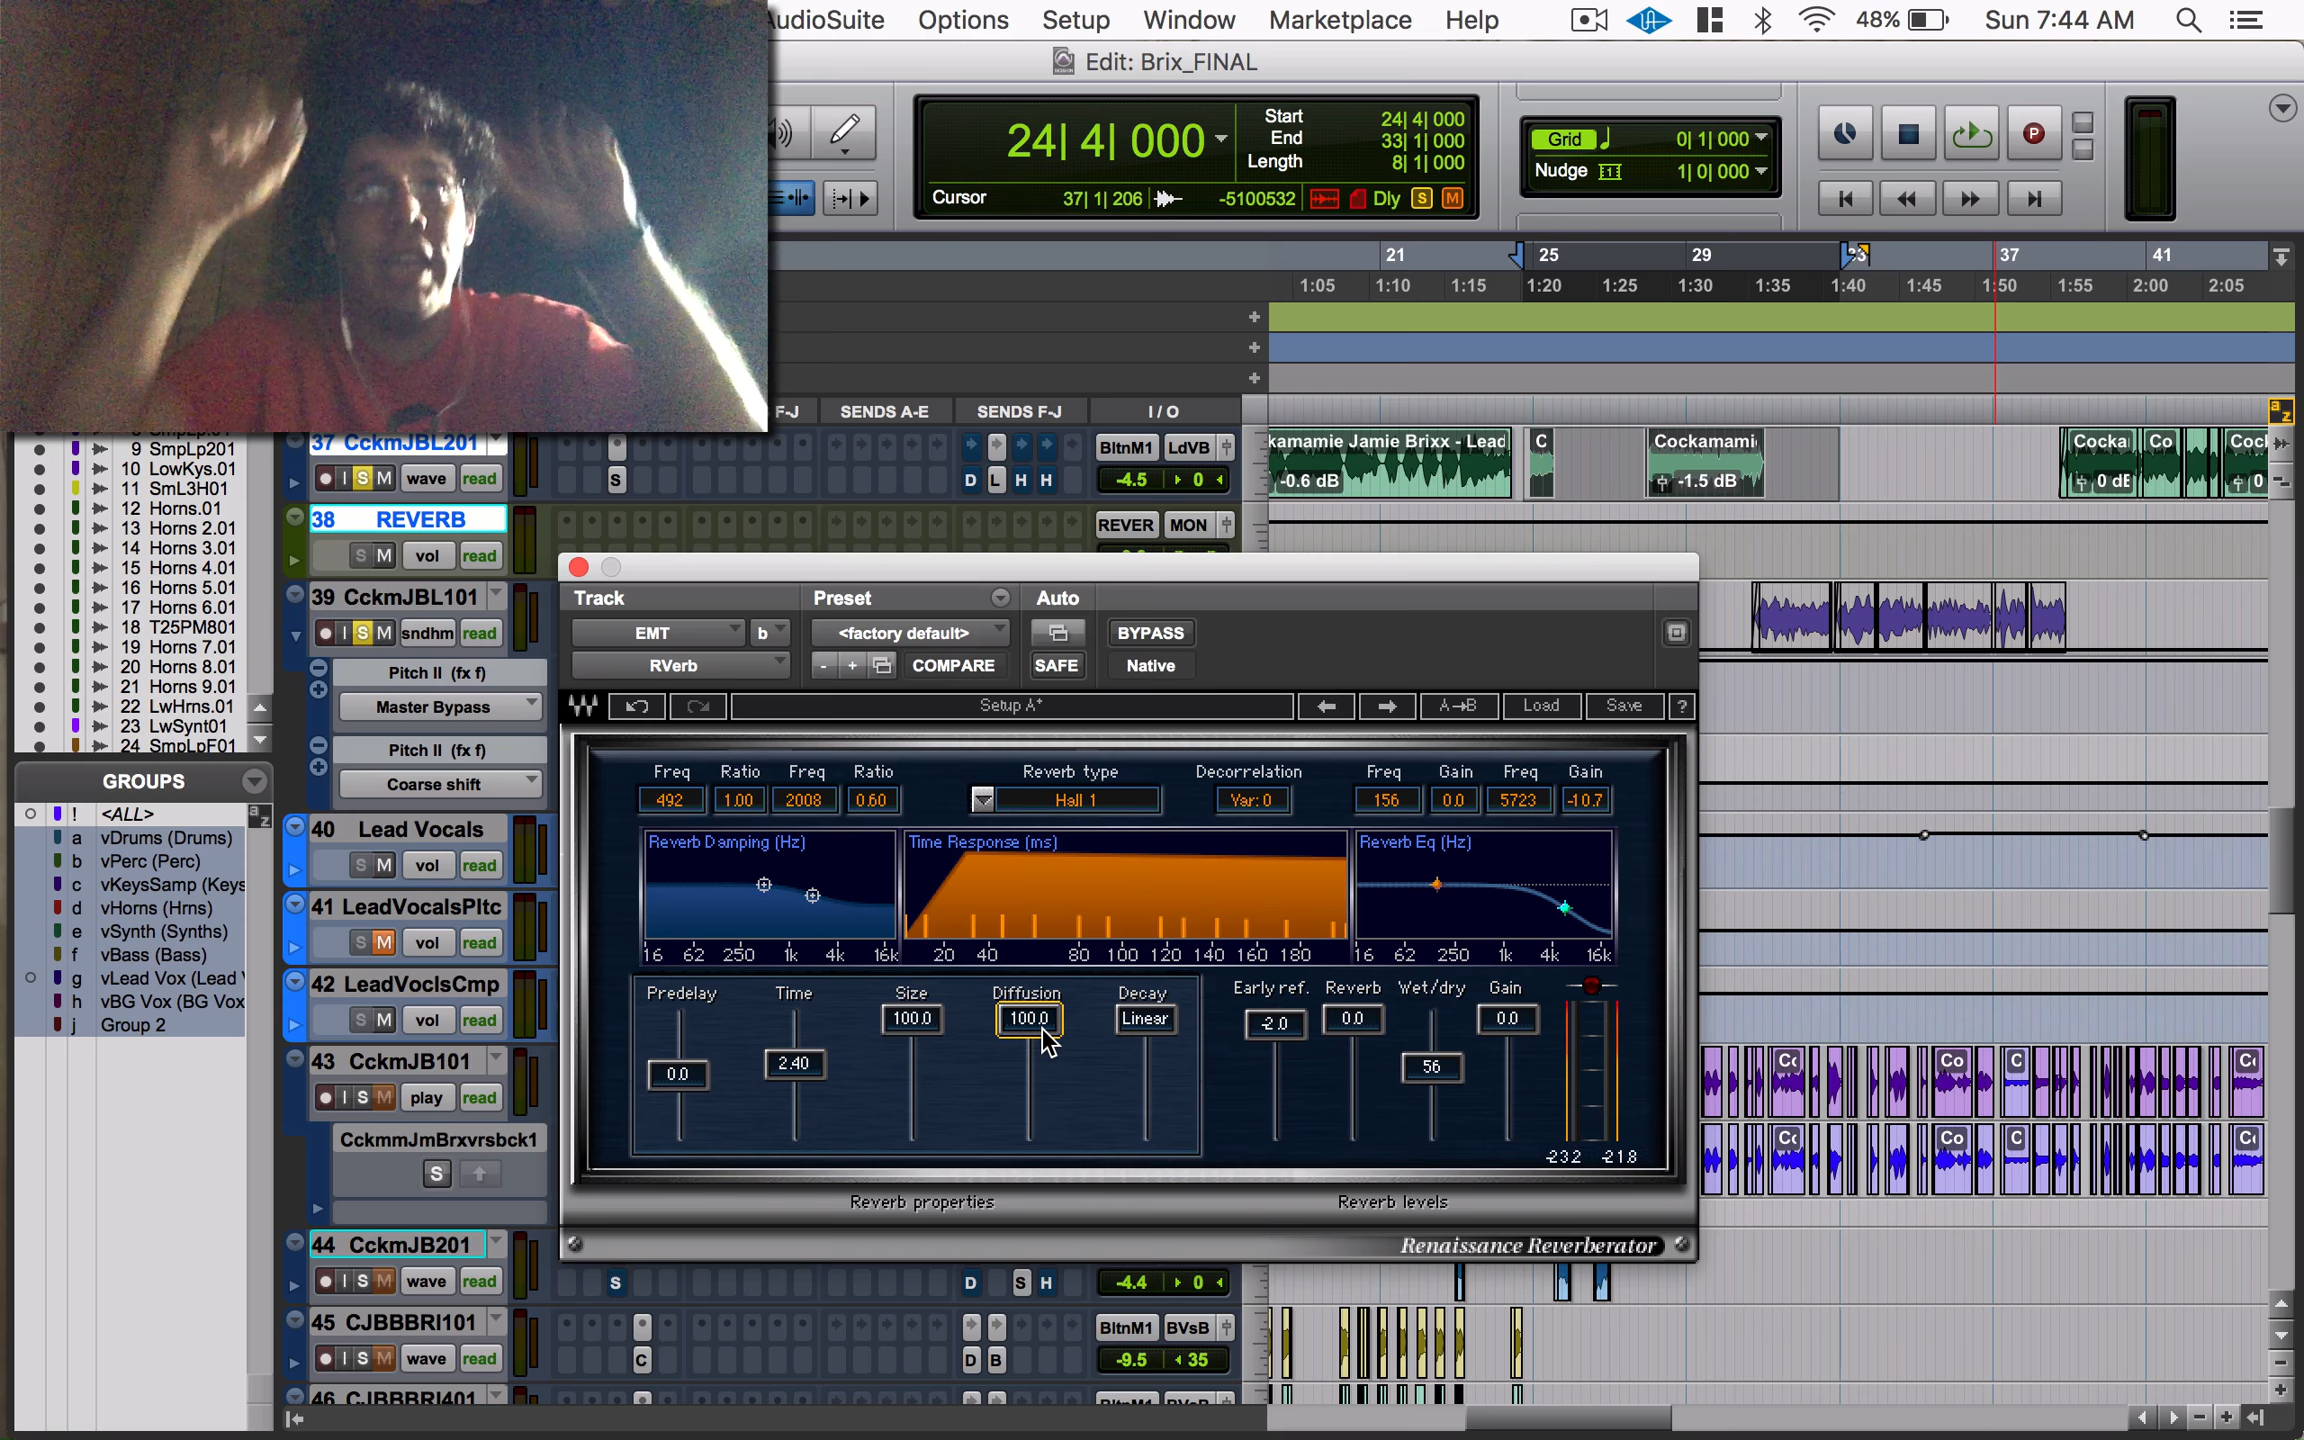 AudioSuite Options Setup Window Marketplace Help 48% Sun 7:44 AM
Edit: Brix_FINAL
24| 4| 000
Start 24| 4| 000
End 33| 1| 000
Length 8| 1| 000
Cursor 37| 1| 206 -5100532 Dly S M
Grid 0| 1| 000
Nudge 1| 0| 000
P
21 25 29 33 37 41
1:05 1:10 1:15 1:20 1:25 1:30 1:35 1:40 1:45 1:50 1:55 2:00 2:05
F-J SENDS A-E SENDS F-J I / O
9 SmpLp201
10 LowKys.01
11 SmL3H01
12 Horns.01
13 Horns 2.01
14 Horns 3.01
15 Horns 4.01
16 Horns 5.01
17 Horns 6.01
18 T25PM801
19 Horns 7.01
20 Horns 8.01
21 Horns 9.01
22 LwHrns.01
23 LwSynt01
24 SmpLpF01
GROUPS
! <ALL>
a vDrums (Drums)
b vPerc (Perc)
c vKeysSamp (Keys
d vHorns (Hrns)
e vSynth (Synths)
f vBass (Bass)
g vLead Vox (Lead V
h vBG Vox (BG Vox
j Group 2
37 CckmJBL201
I S M wave read S D L H H
BltnM1 LdVB
-4.5 0
kamamie Jamie Brixx - Lead C Cockamami Cocka Co Cock
-0.6 dB -1.5 dB 0 dB 0
38 REVERB
S M vol read
REVER MON
39 CckmJBL101
I S M sndhm read
Pitch II (fx f)
Master Bypass
Pitch II (fx f)
Coarse shift
40 Lead Vocals
S M vol read
41 LeadVocalsPltc
S M vol read
42 LeadVoclsCmp
S M vol read
43 CckmJB101
I S M play read
CckmmJmBrxvrsbck1
S
44 CckmJB201
I S M wave read S D S H -4.4 0
45 CJBBBRI101 BltnM1 BVsB
I S M wave read C D B -9.5 35
46 CJBBBRI401 BltnM1 BVsB
Co Co C Co
Co Co C Co
Track Preset Auto
EMT b <factory default> BYPASS
RVerb - + COMPARE SAFE Native
Setup A* A→B Load Save ?
Freq Ratio Freq Ratio Reverb type Decorrelation Freq Gain Freq Gain
492 1.00 2008 0.60 Hall 1 Var: 0 156 0.0 5723 -10.7
Reverb Damping (Hz) Time Response (ms) Reverb Eq (Hz)
16 62 250 1k 4k 16k 20 40 80 100 120 140 160 180 16 62 250 1k 4k 16k
Predelay Time Size Diffusion Decay Early ref. Reverb Wet/dry Gain
0.0 2.40 100.0 100.0 Linear -2.0 0.0 56 0.0
-23.2 -21.8
Reverb properties Reverb levels
Renaissance Reverberator